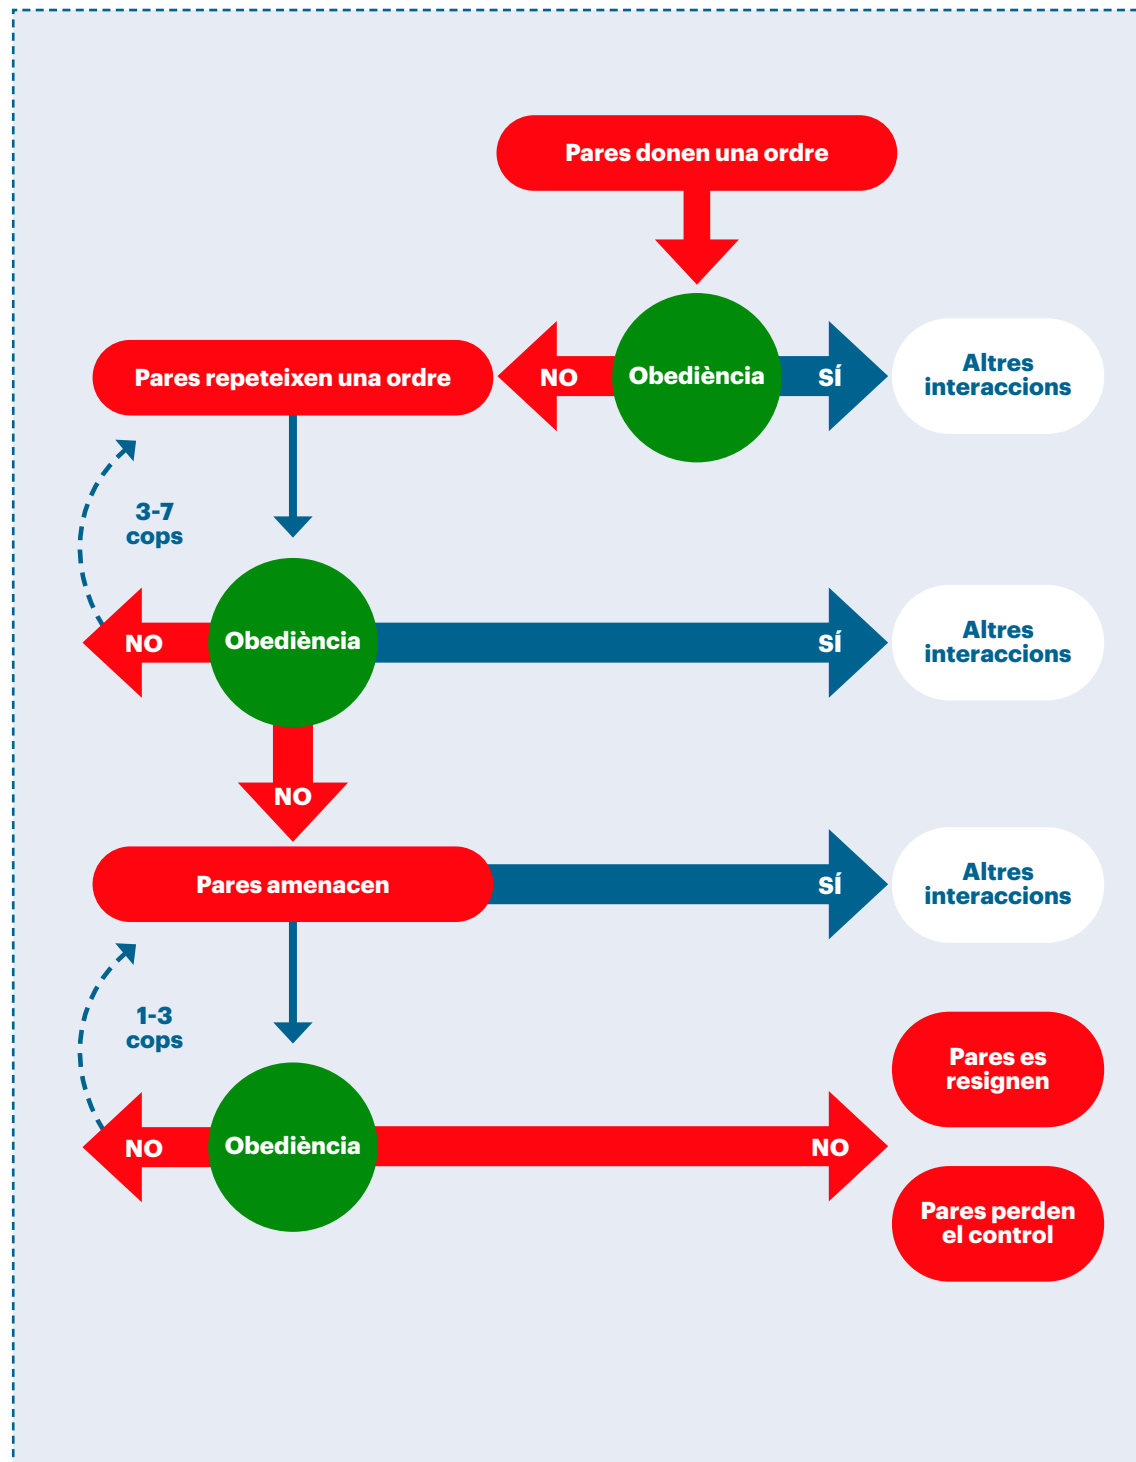 Pares donen una ordre
Pares repeteixen una ordre
NO
Obediència
SÍ
Altres
interaccions
3-7
cops
NO
Obediència
SÍ
Altres
interaccions
NO
Pares amenacen
SÍ
Altres
interaccions
1-3
cops
Pares es
resignen
NO
Obediència
NO
Pares perden
el control